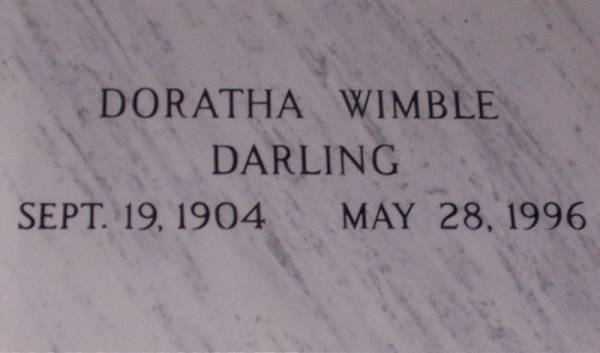 DORATHA WIMBLE
DARLING
SEPT. 19, 1904 MAY 28, 1996